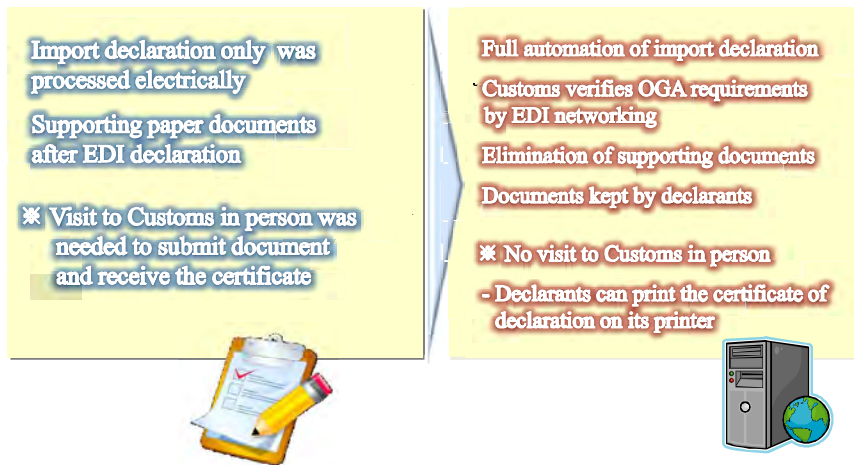 Import declaration only was
processed electrically
Supporting paper documents
after EDI declaration
※ Visit to Customs in person was
needed to submit document
and receive the certificate
Full automation of import declaration
Customs verifies OGA requirements
by EDI networking
Elimination of supporting documents
Documents kept by declarants
※ No visit to Customs in person
- Declarants can print the certificate of
declaration on its printer